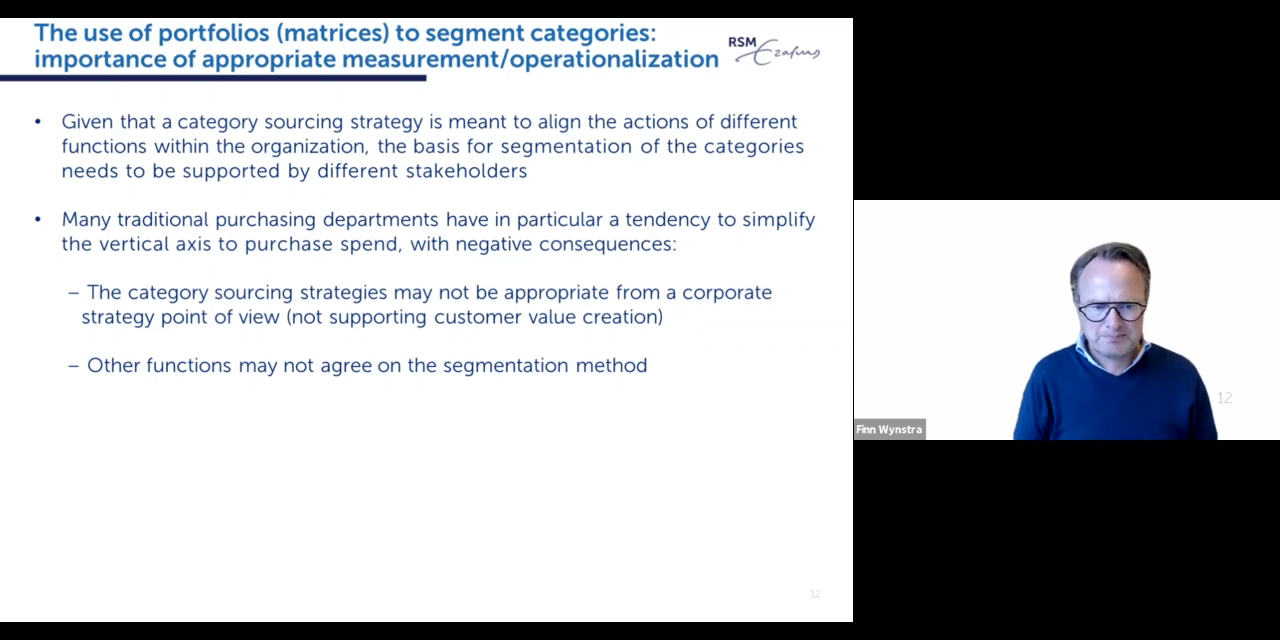 The use of portfolios (matrices) to segment categories:
importance of appropriate measurement/operationalization
RSM
Erasmus
• Given that a category sourcing strategy is meant to align the actions of different
functions within the organization, the basis for segmentation of the categories
needs to be supported by different stakeholders
• Many traditional purchasing departments have in particular a tendency to simplify
the vertical axis to purchase spend, with negative consequences:
– The category sourcing strategies may not be appropriate from a corporate
strategy point of view (not supporting customer value creation)
– Other functions may not agree on the segmentation method
12
12
Finn Wynstra